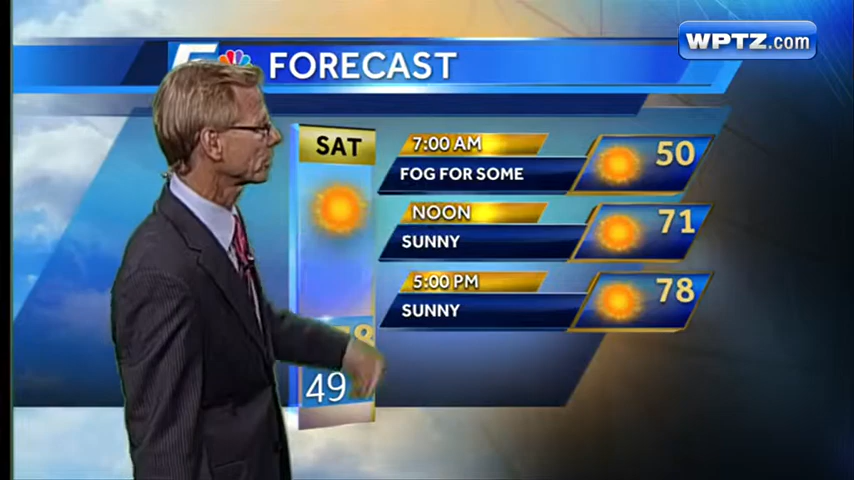 WPTZ.com
5 FORECAST
SAT
7:00 AM
50
FOG FOR SOME
NOON
71
SUNNY
5:00 PM
78
SUNNY
49